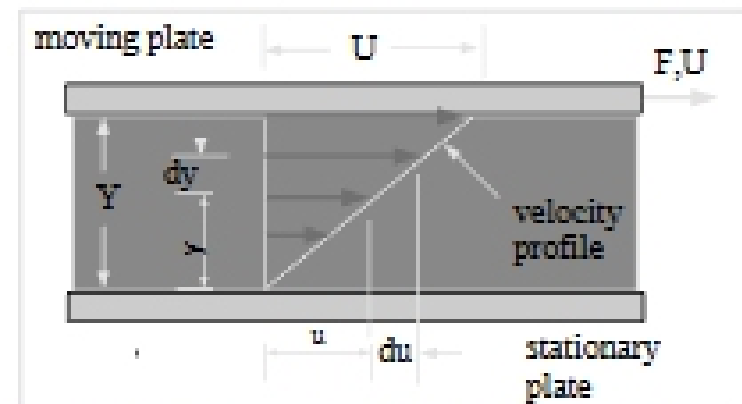 moving plate
U
F,U
dy
Y
y
velocity
profile
u
du
stationary
plate